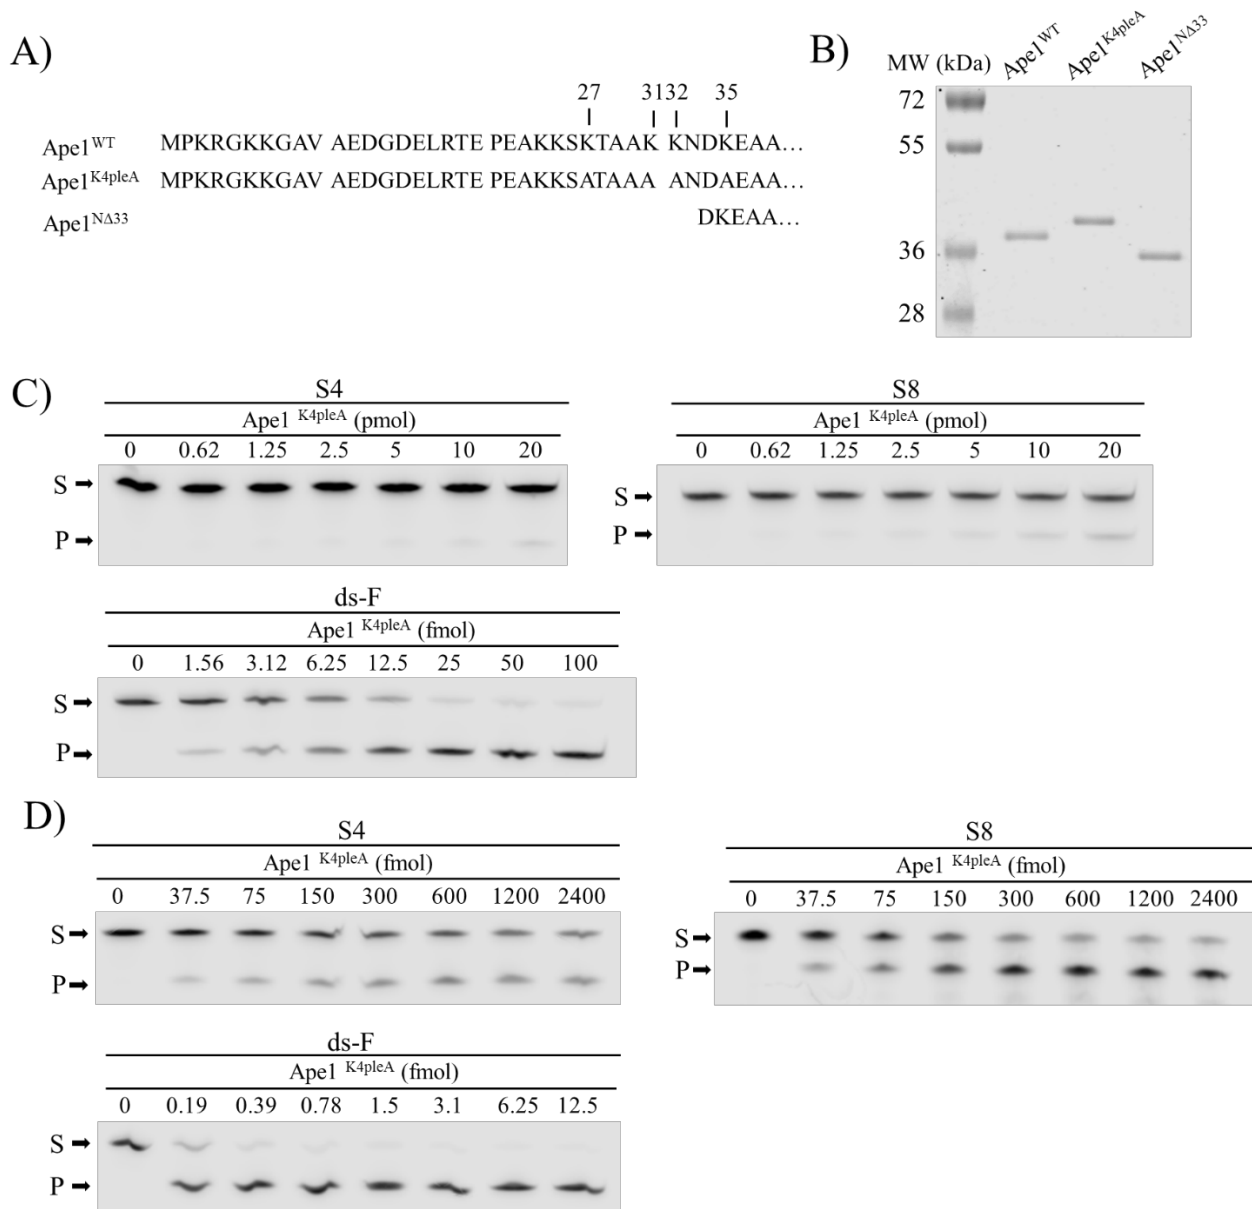 A)
27 31 32 35
Ape1WT MPKRGKKGAV AEDGDELRTE PEAKKSKTAAK KNDKEAA...
Ape1K4pleA MPKRGKKGAV AEDGDELRTE PEAKKSATAAA ANDAEAA...
Ape1NΔ33 DKEAA...
B)
MW (kDa) Ape1WT Ape1K4pleA Ape1NΔ33
72
55
36
28
C)
S4
Ape1 K4pleA (pmol)
0 0.62 1.25 2.5 5 10 20
S
P
S8
Ape1 K4pleA (pmol)
0 0.62 1.25 2.5 5 10 20
S
P
ds-F
Ape1 K4pleA (fmol)
0 1.56 3.12 6.25 12.5 25 50 100
S
P
D)
S4
Ape1 K4pleA (fmol)
0 37.5 75 150 300 600 1200 2400
S
P
S8
Ape1 K4pleA (fmol)
0 37.5 75 150 300 600 1200 2400
S
P
ds-F
Ape1 K4pleA (fmol)
0 0.19 0.39 0.78 1.5 3.1 6.25 12.5
S
P